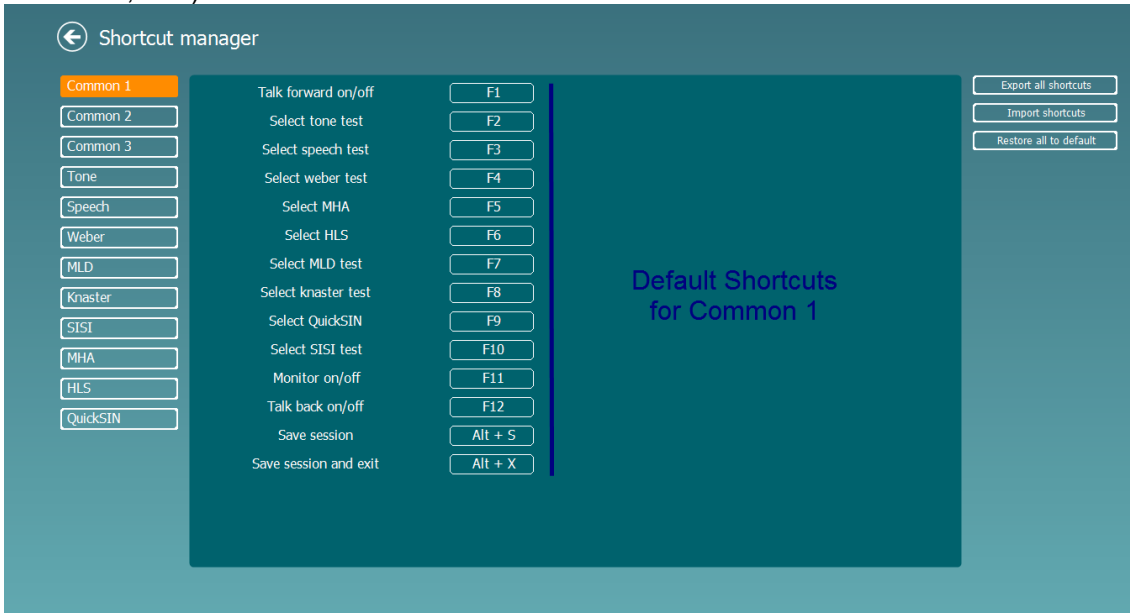 Shortcut manager
Common 1
Common 2
Common 3
Tone
Speech
Weber
MLD
Knaster
SISI
MHA
HLS
QuickSIN
Talk forward on/off F1
Select tone test F2
Select speech test F3
Select weber test F4
Select MHA F5
Select HLS F6
Select MLD test F7
Select knaster test F8
Select QuickSIN F9
Select SISI test F10
Monitor on/off F11
Talk back on/off F12
Save session Alt + S
Save session and exit Alt + X
Default Shortcuts
for Common 1
Export all shortcuts
Import shortcuts
Restore all to default